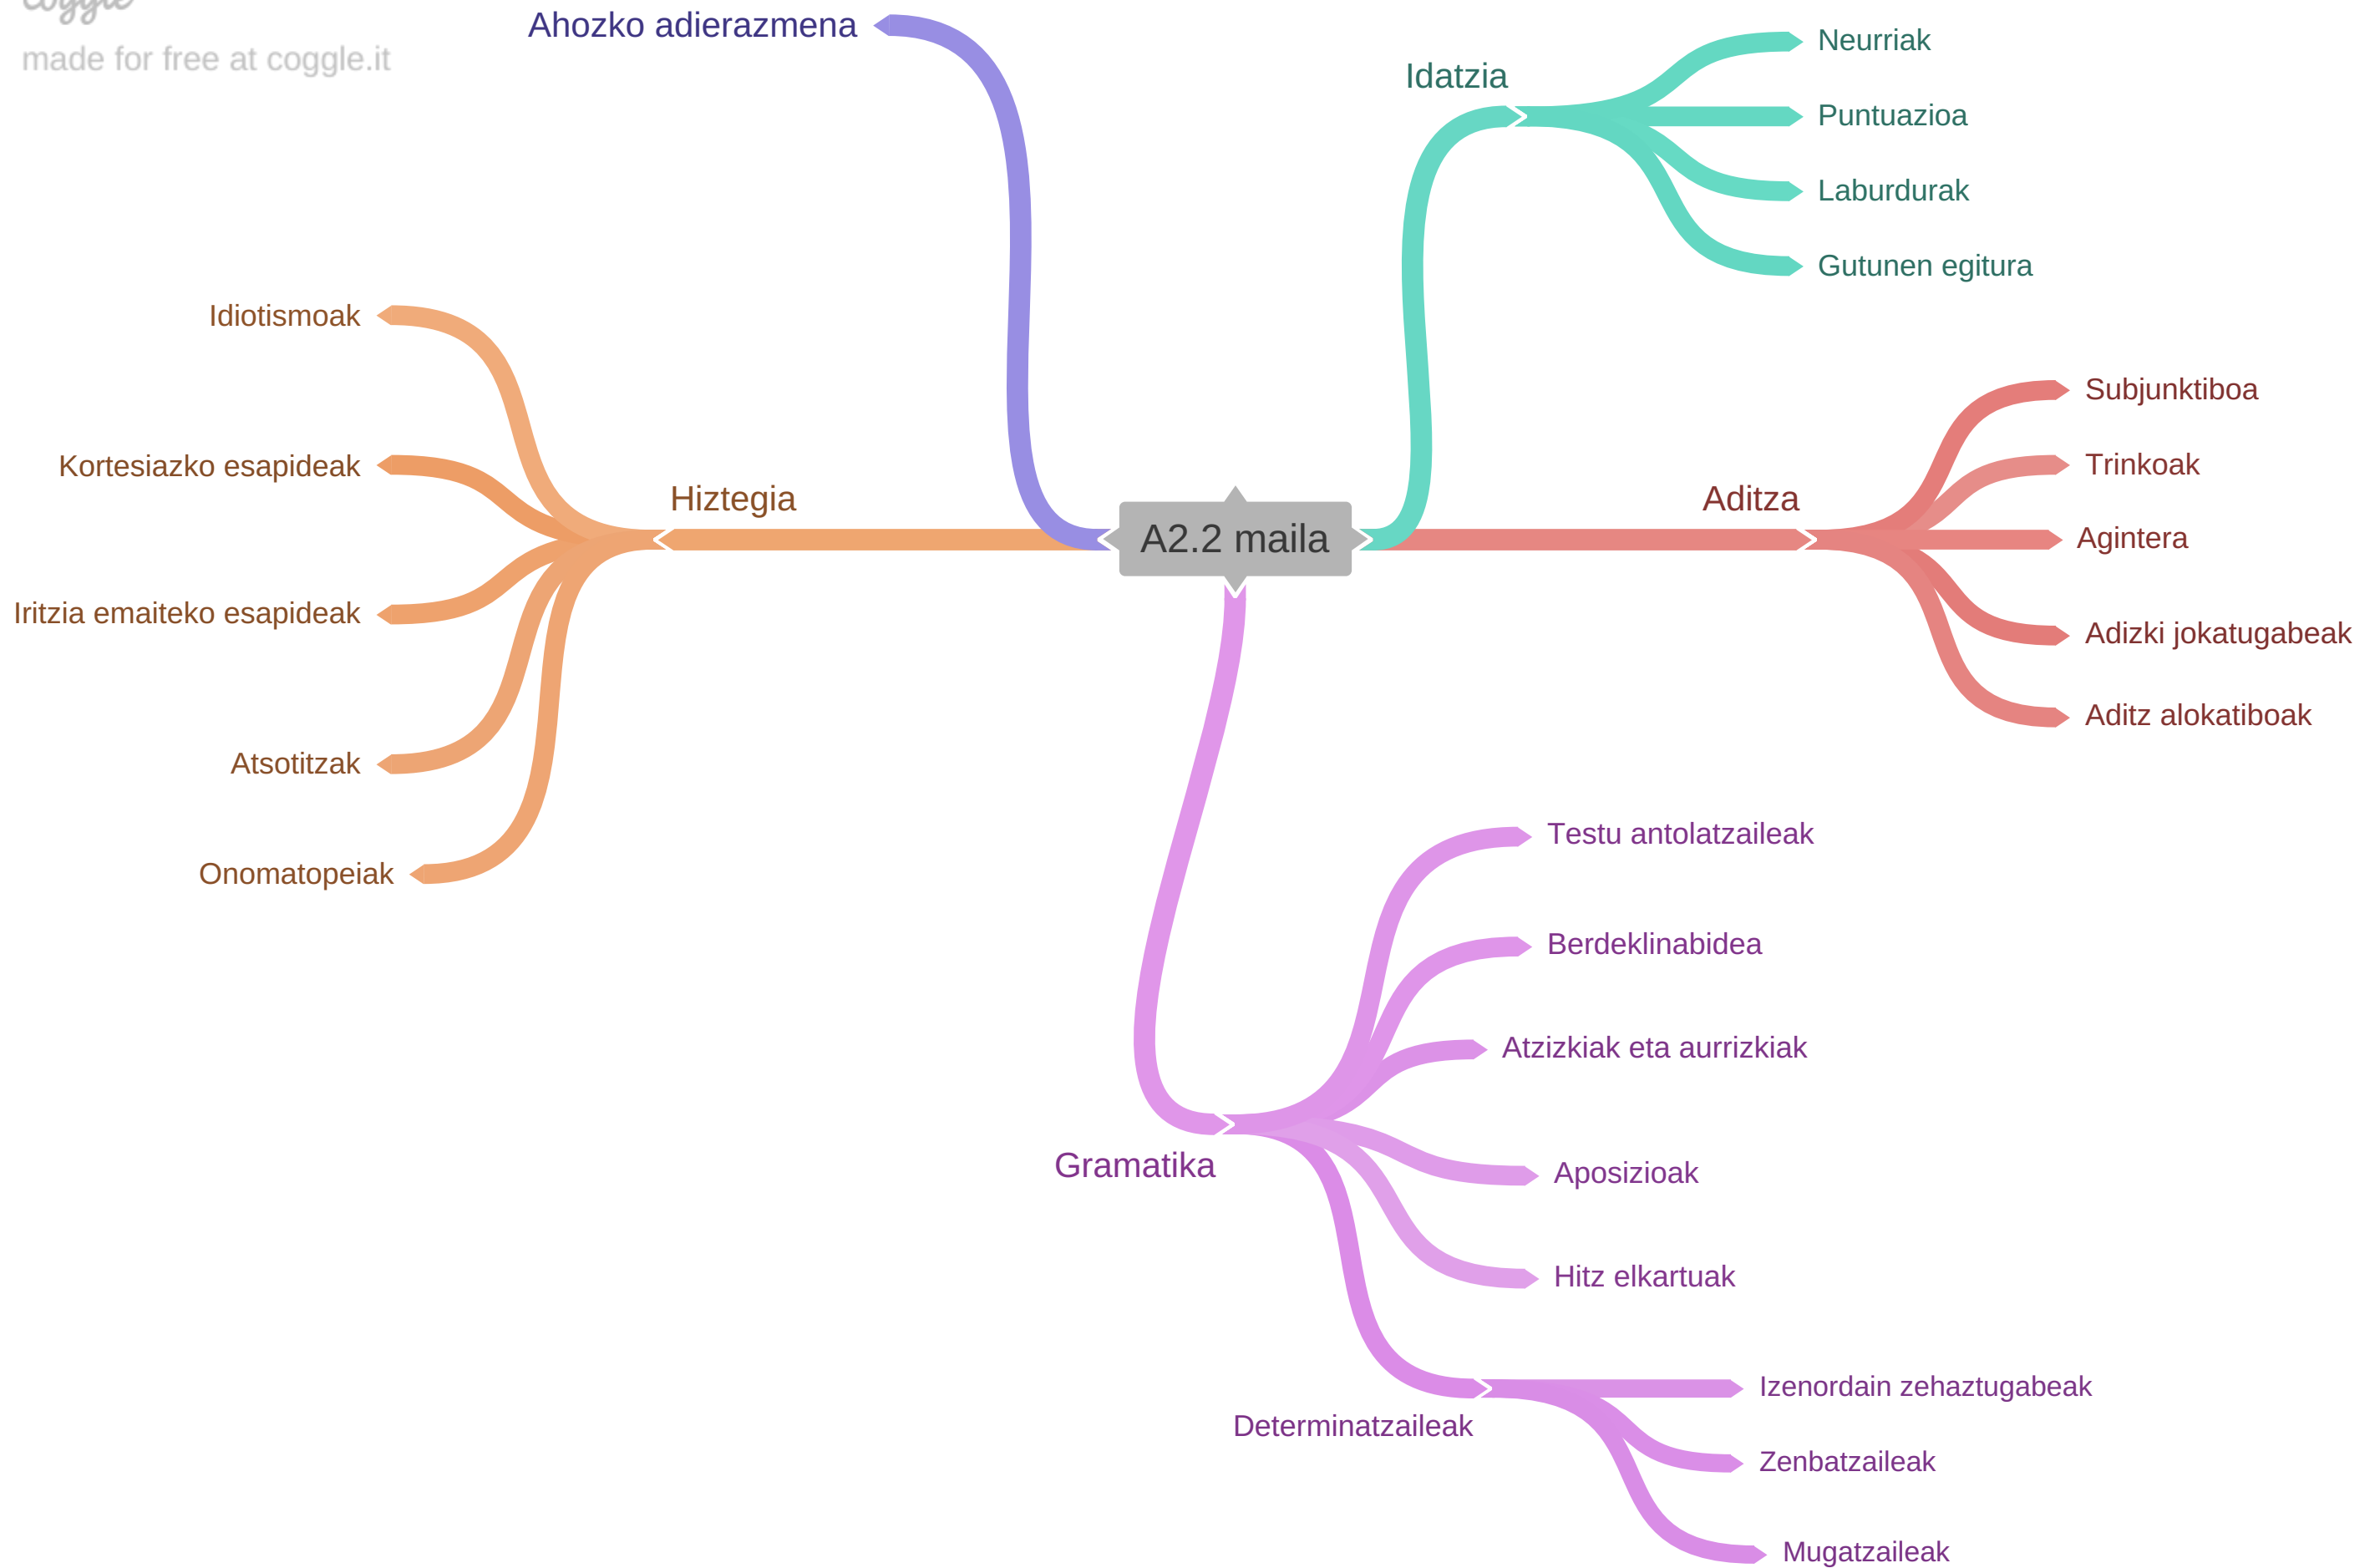 coggle
made for free at coggle.it
Ahozko adierazmena
Idatzia
Neurriak
Puntuazioa
Laburdurak
Gutunen egitura
Idiotismoak
Kortesiazko esapideak
Iritzia emaiteko esapideak
Atsotitzak
Onomatopeiak
Hiztegia
A2.2 maila
Aditza
Subjunktiboa
Trinkoak
Agintera
Adizki jokatugabeak
Aditz alokatiboak
Gramatika
Testu antolatzaileak
Berdeklinabidea
Atzizkiak eta aurrizkiak
Aposizioak
Hitz elkartuak
Determinatzaileak
Izenordain zehaztugabeak
Zenbatzaileak
Mugatzaileak